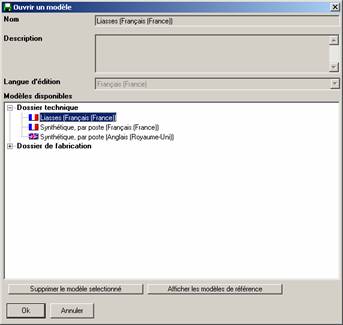 Ouvrir un modèle
Nom
Liasses (Français (France))
Description
Langue d'édition
Français (France)
Modèles disponibles
Dossier technique
Liasses (Français (France))
Synthétique, par poste (Français (France))
Synthétique, par poste (Anglais (Royaume-Uni))
Dossier de fabrication
Supprimer le modèle selectionné
Afficher les modèles de référence
Ok
Annuler